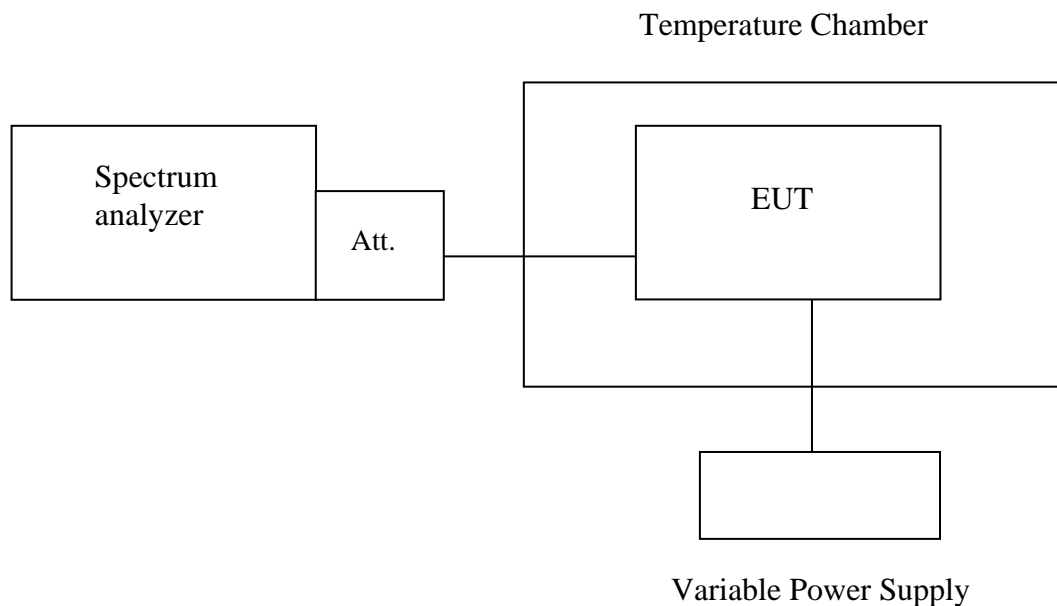 Temperature Chamber
Spectrum
analyzer
Att.
EUT
Variable Power Supply